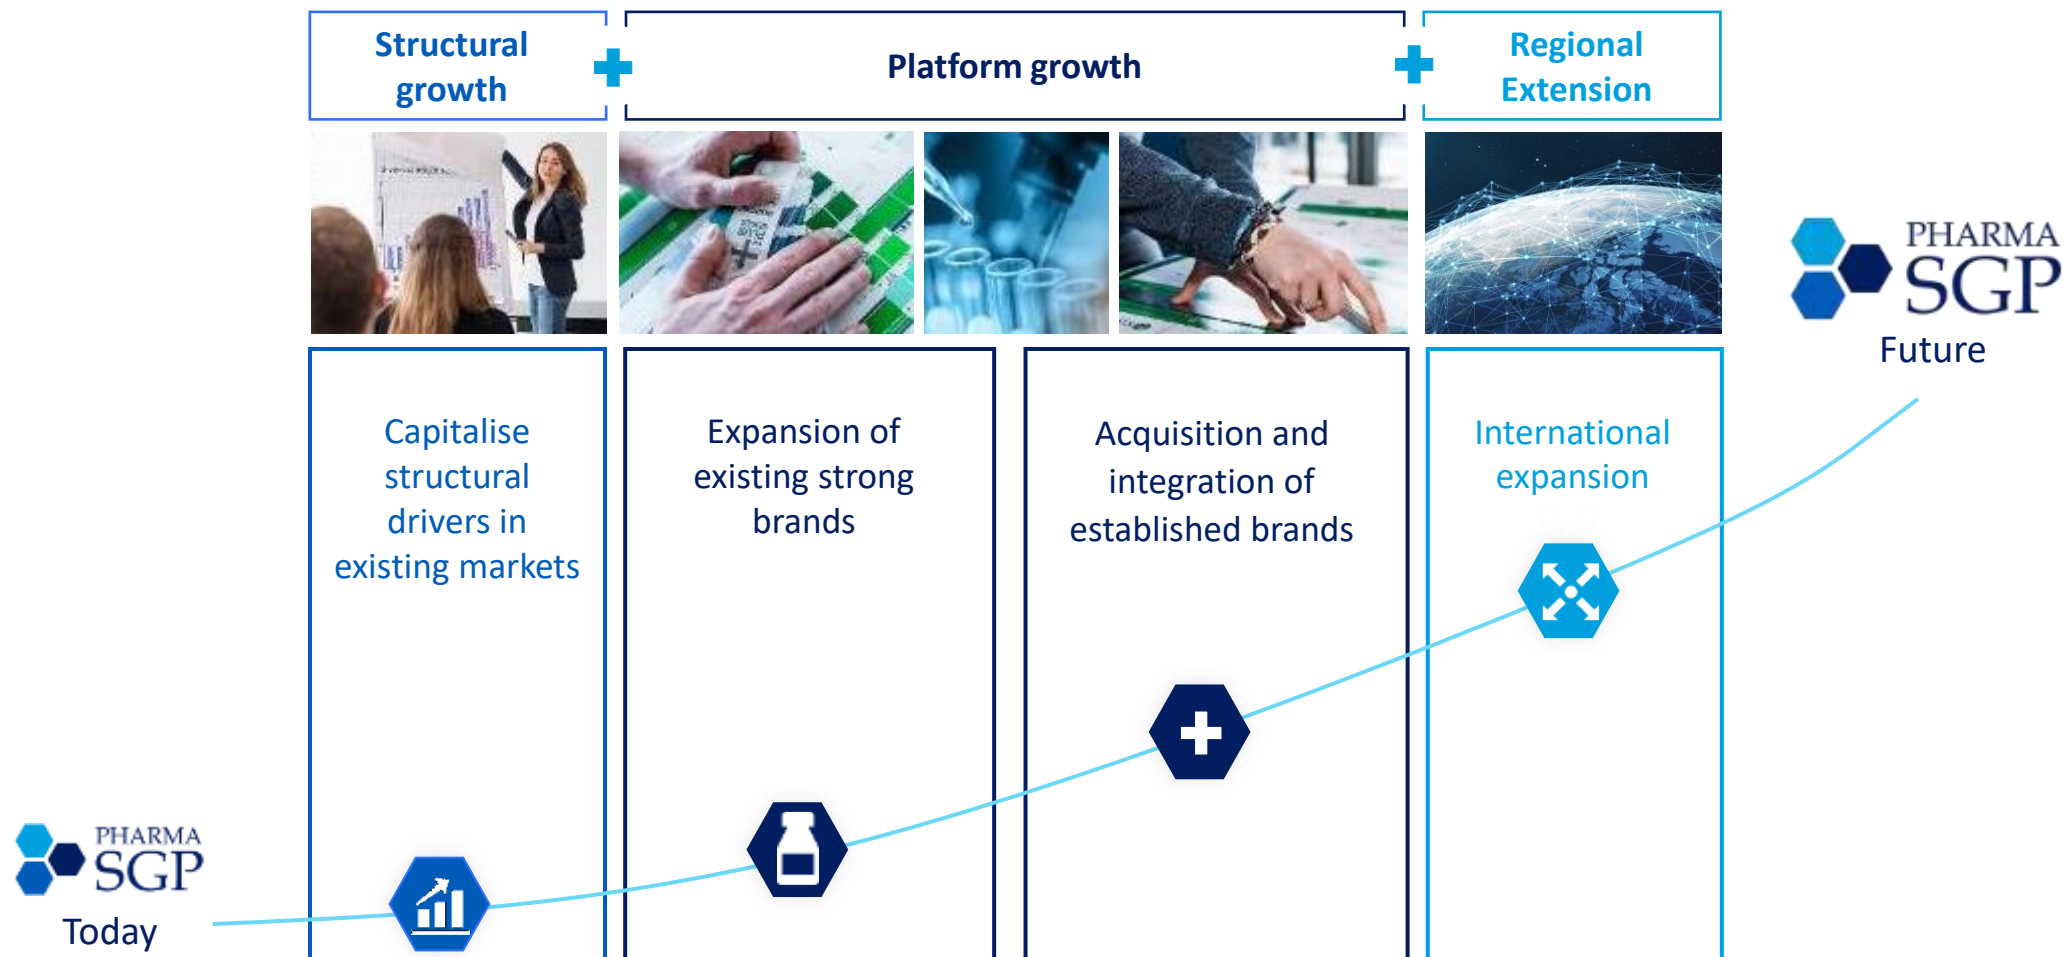 Structural
growth
Platform growth
Regional
Extension
PHARMA
SGP
Future
Capitalise
structural
drivers in
existing markets
Expansion of
existing strong
brands
Acquisition and
integration of
established brands
International
expansion
PHARMA
SGP
Today